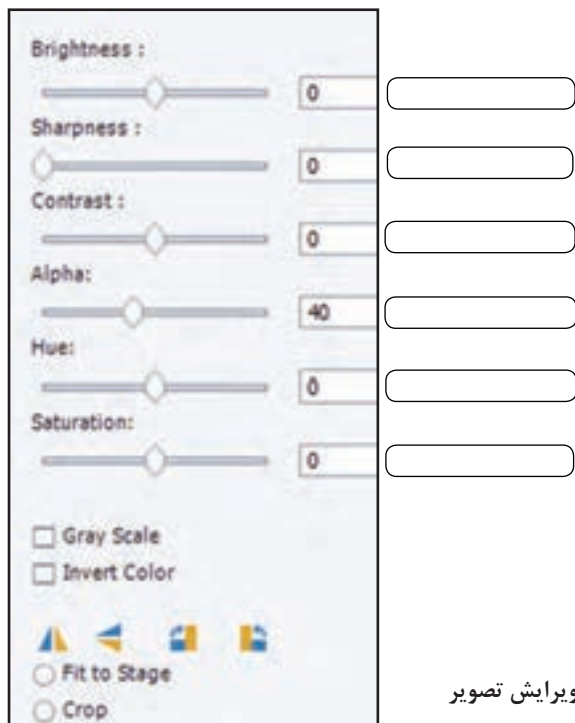 Brightness :
0
Sharpness :
0
Contrast :
0
Alpha:
40
Hue:
0
Saturation:
0
Gray Scale
Invert Color
Fit to Stage
Crop
ویرایش تصویر